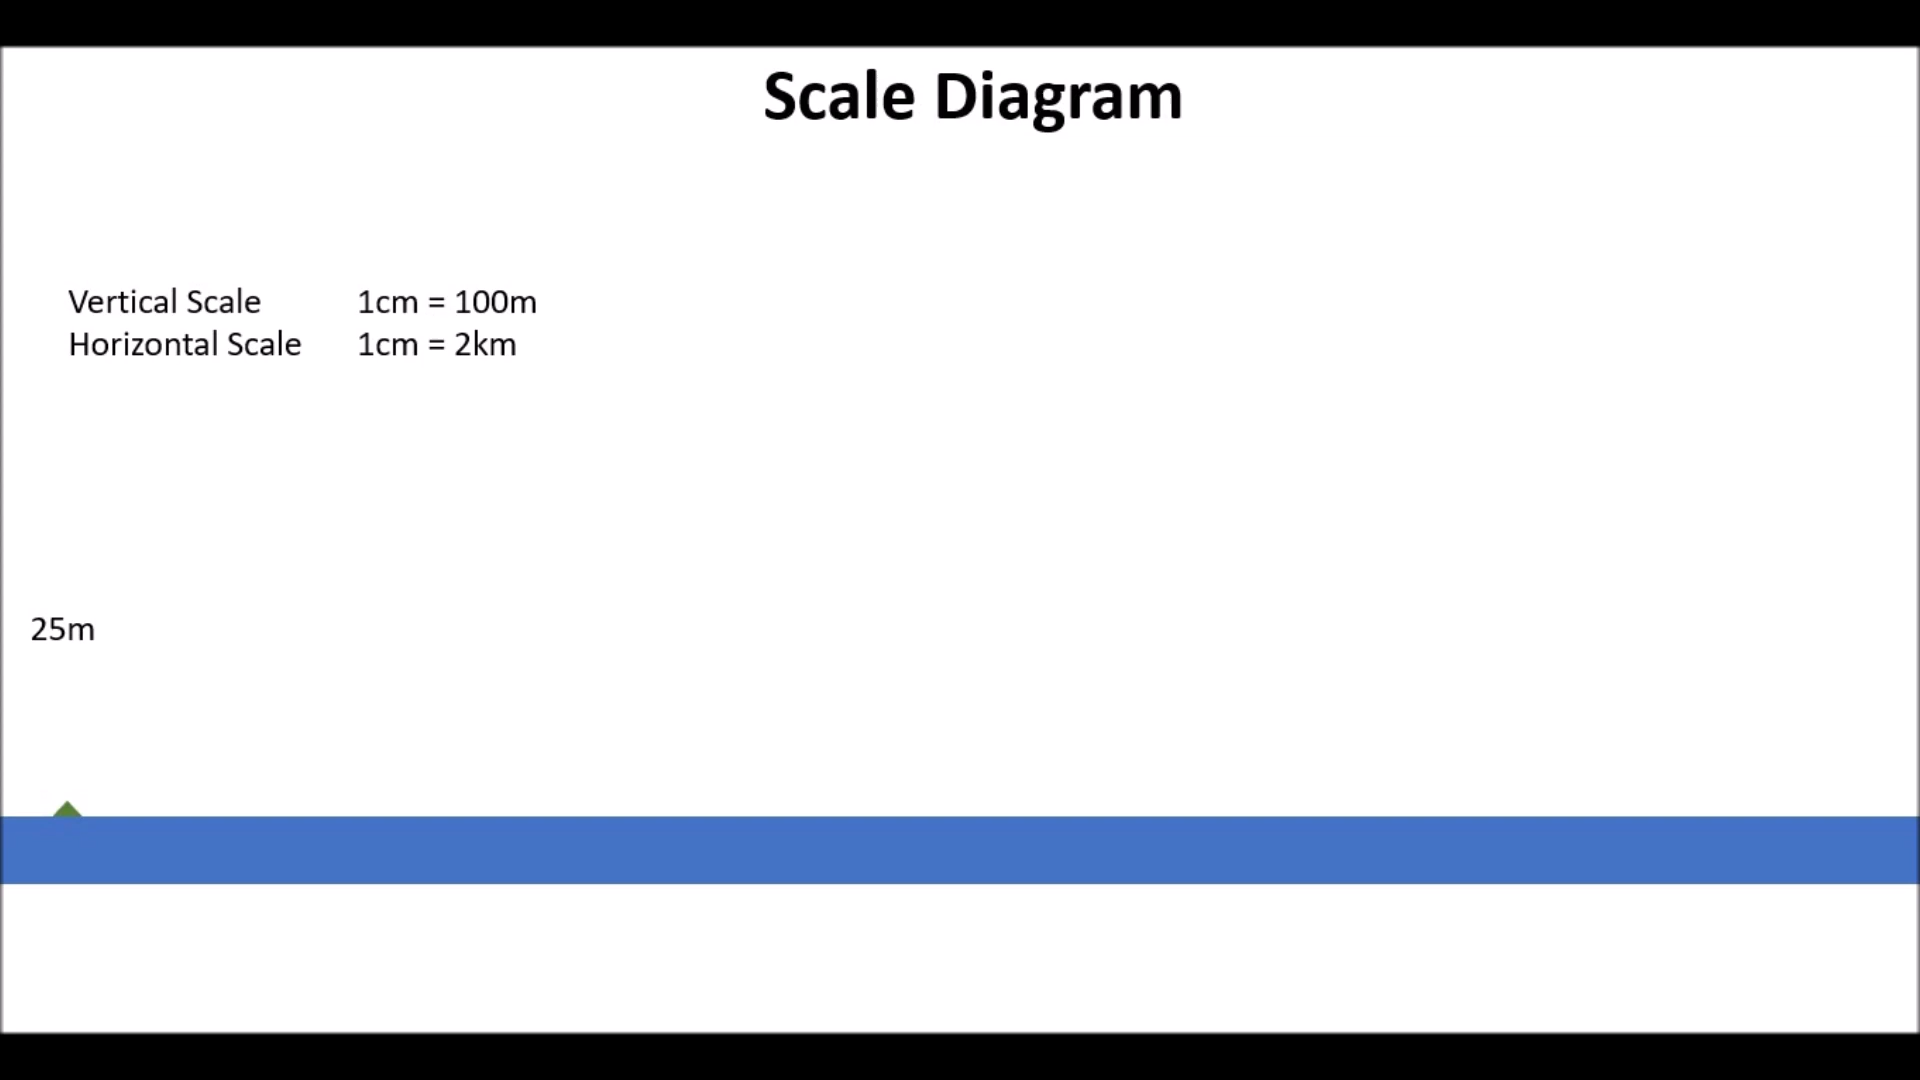 Scale Diagram
Vertical Scale 1cm = 100m
Horizontal Scale 1cm = 2km
25m